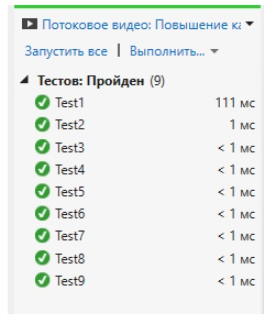 Потоковое видео: Повышение ка
Запустить все | Выполнить...
Тестов: Пройден (9)
Test1 111 мс
Test2 1 мс
Test3 < 1 мс
Test4 < 1 мс
Test5 < 1 мс
Test6 < 1 мс
Test7 < 1 мс
Test8 < 1 мс
Test9 < 1 мс